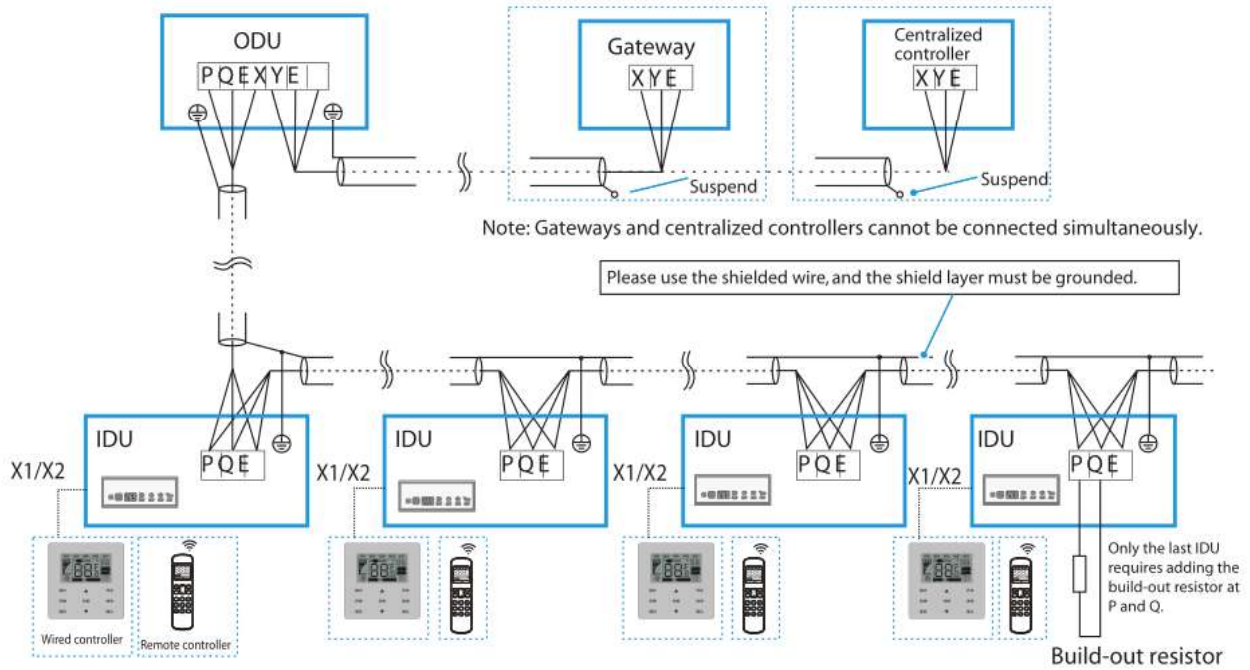 ODU
P Q E X Y E
Gateway
X Y E
Centralized
controller
X Y E
Suspend
Suspend
Note: Gateways and centralized controllers cannot be connected simultaneously.
Please use the shielded wire, and the shield layer must be grounded.
IDU
P Q E
X1/X2
IDU
P Q E
X1/X2
IDU
P Q E
X1/X2
IDU
P Q E
X1/X2
Wired controller
Remote controller
Only the last IDU
requires adding the
build-out resistor at
P and Q.
Build-out resistor